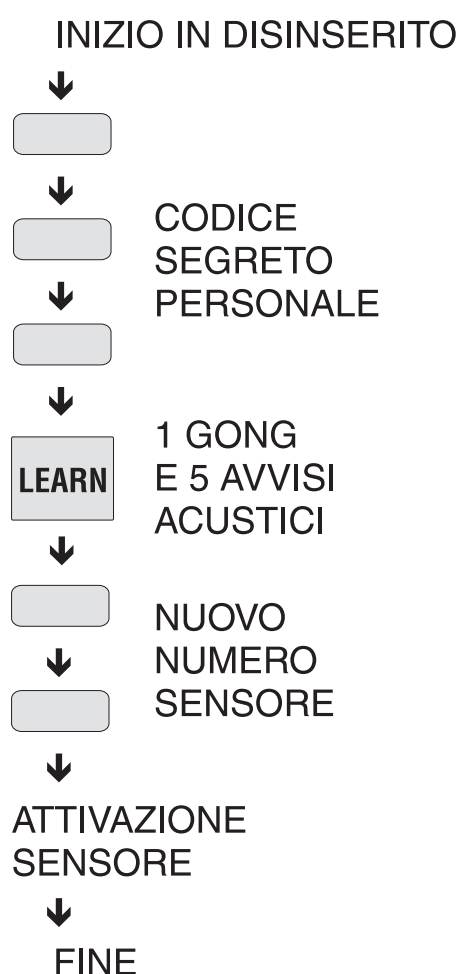 INIZIO IN DISINSERITO
CODICE
SEGRETO
PERSONALE
LEARN
1 GONG
E 5 AVVISI
ACUSTICI
NUOVO
NUMERO
SENSORE
ATTIVAZIONE
SENSORE
FINE